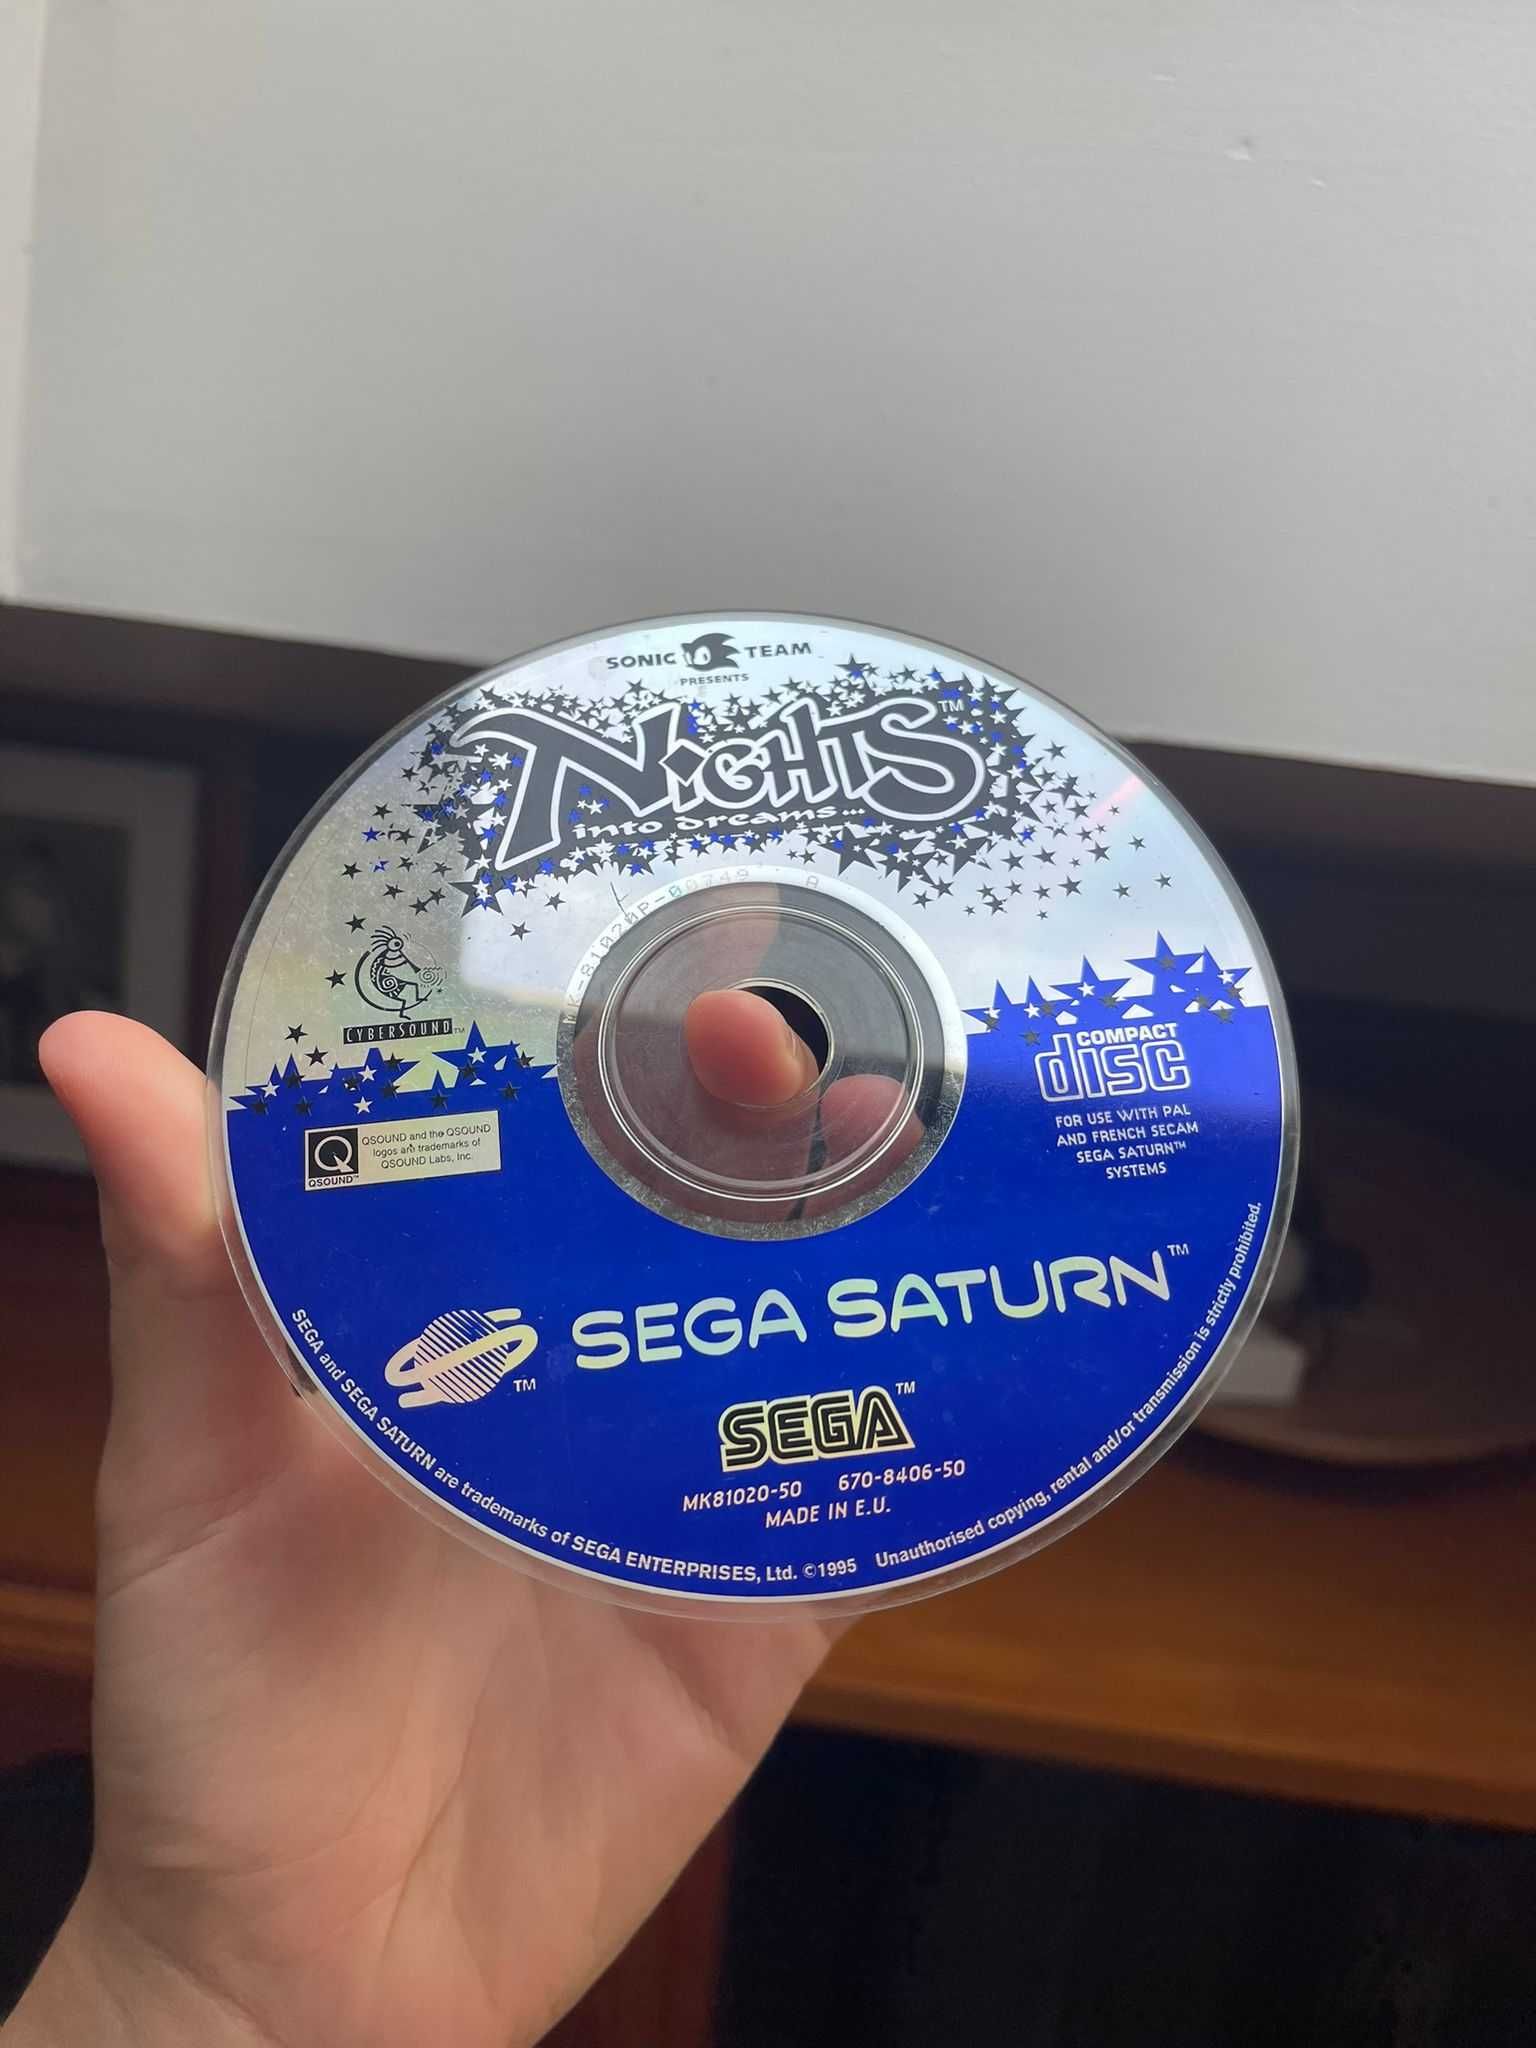 SONIC TEAM
PRESENTS
NiGHTS™
into dreams...
MK-81020P-00749 A
CYBERSOUND™
COMPACT
disc
FOR USE WITH PAL
AND FRENCH SECAM
SEGA SATURN™
SYSTEMS
Q
QSOUND™
QSOUND and the QSOUND
logos are trademarks of
QSOUND Labs, Inc.
SEGA SATURN™
TM
SEGA™
MK81020-50 670-8406-50
MADE IN E.U.
SEGA and SEGA SATURN are trademarks of SEGA ENTERPRISES, Ltd. ©1995 Unauthorised copying, rental and/or transmission is strictly prohibited.